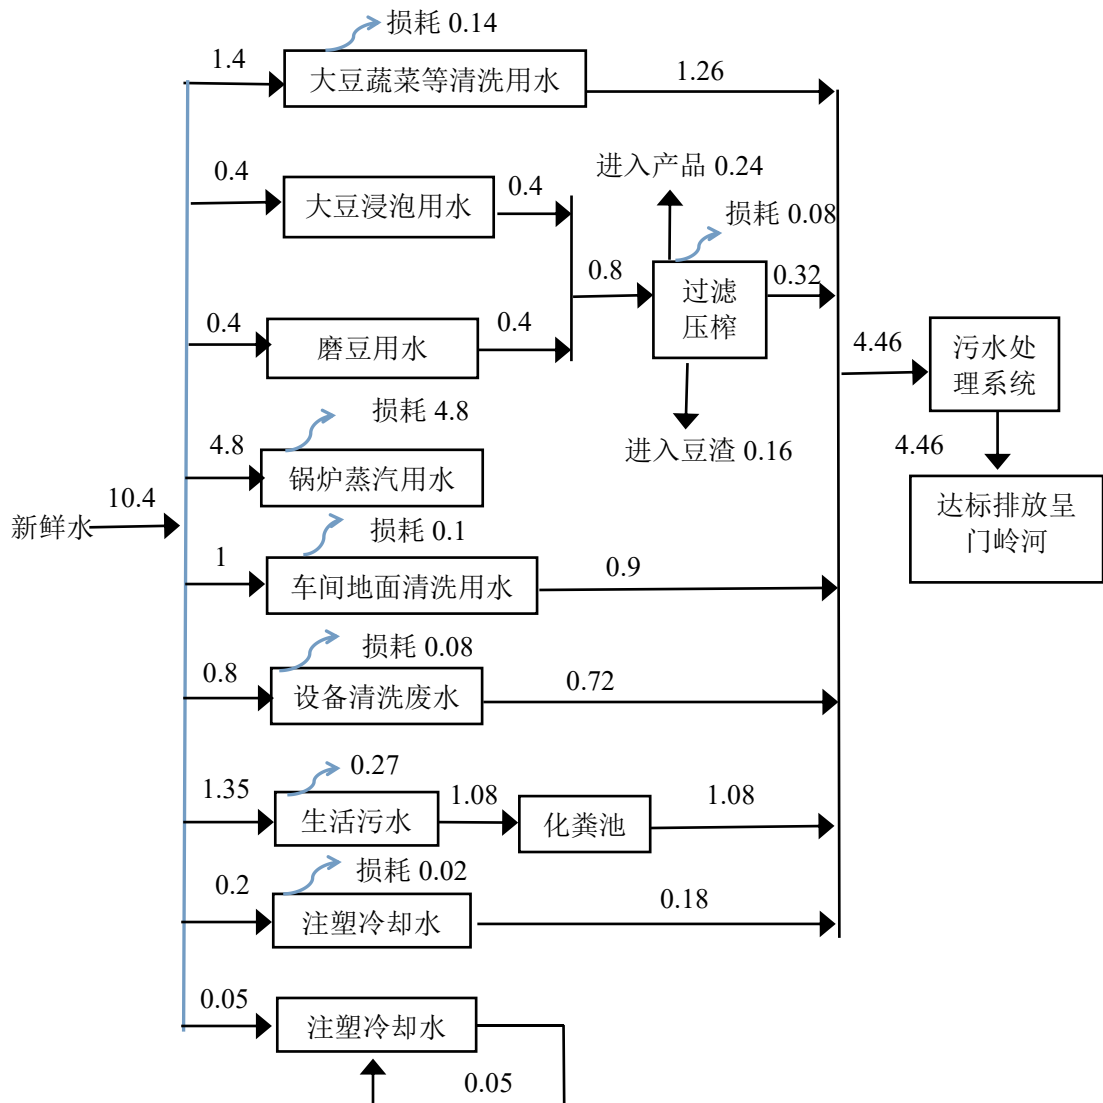 损耗 0.14
1.4
大豆蔬菜等清洗用水
1.26
进入产品 0.24
0.4
大豆浸泡用水
0.4
损耗 0.08
0.8
过滤
压榨
0.32
0.4
磨豆用水
0.4
4.46
污水处
理系统
损耗 4.8
4.8
锅炉蒸汽用水
进入豆渣 0.16
4.46
达标排放呈
门岭河
新鲜水
10.4
损耗 0.1
1
车间地面清洗用水
0.9
损耗 0.08
0.8
设备清洗废水
0.72
0.27
1.35
生活污水
1.08
化粪池
1.08
损耗 0.02
0.2
注塑冷却水
0.18
0.05
注塑冷却水
0.05